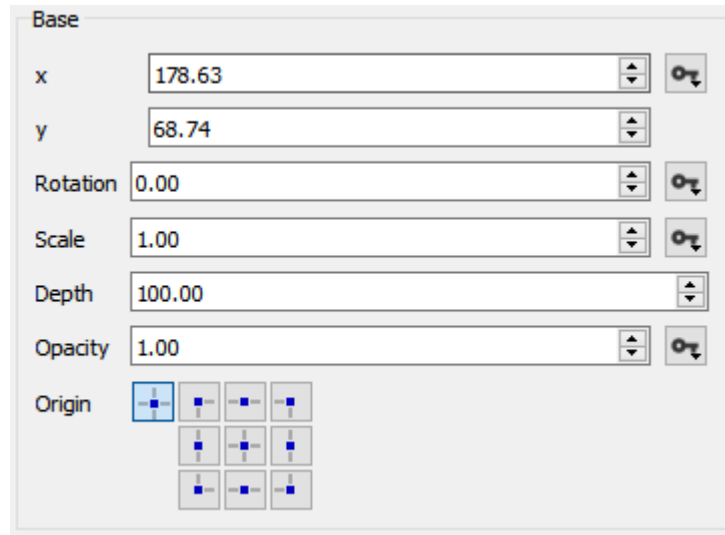 Base
x 178.63
y 68.74
Rotation 0.00
Scale 1.00
Depth 100.00
Opacity 1.00
Origin